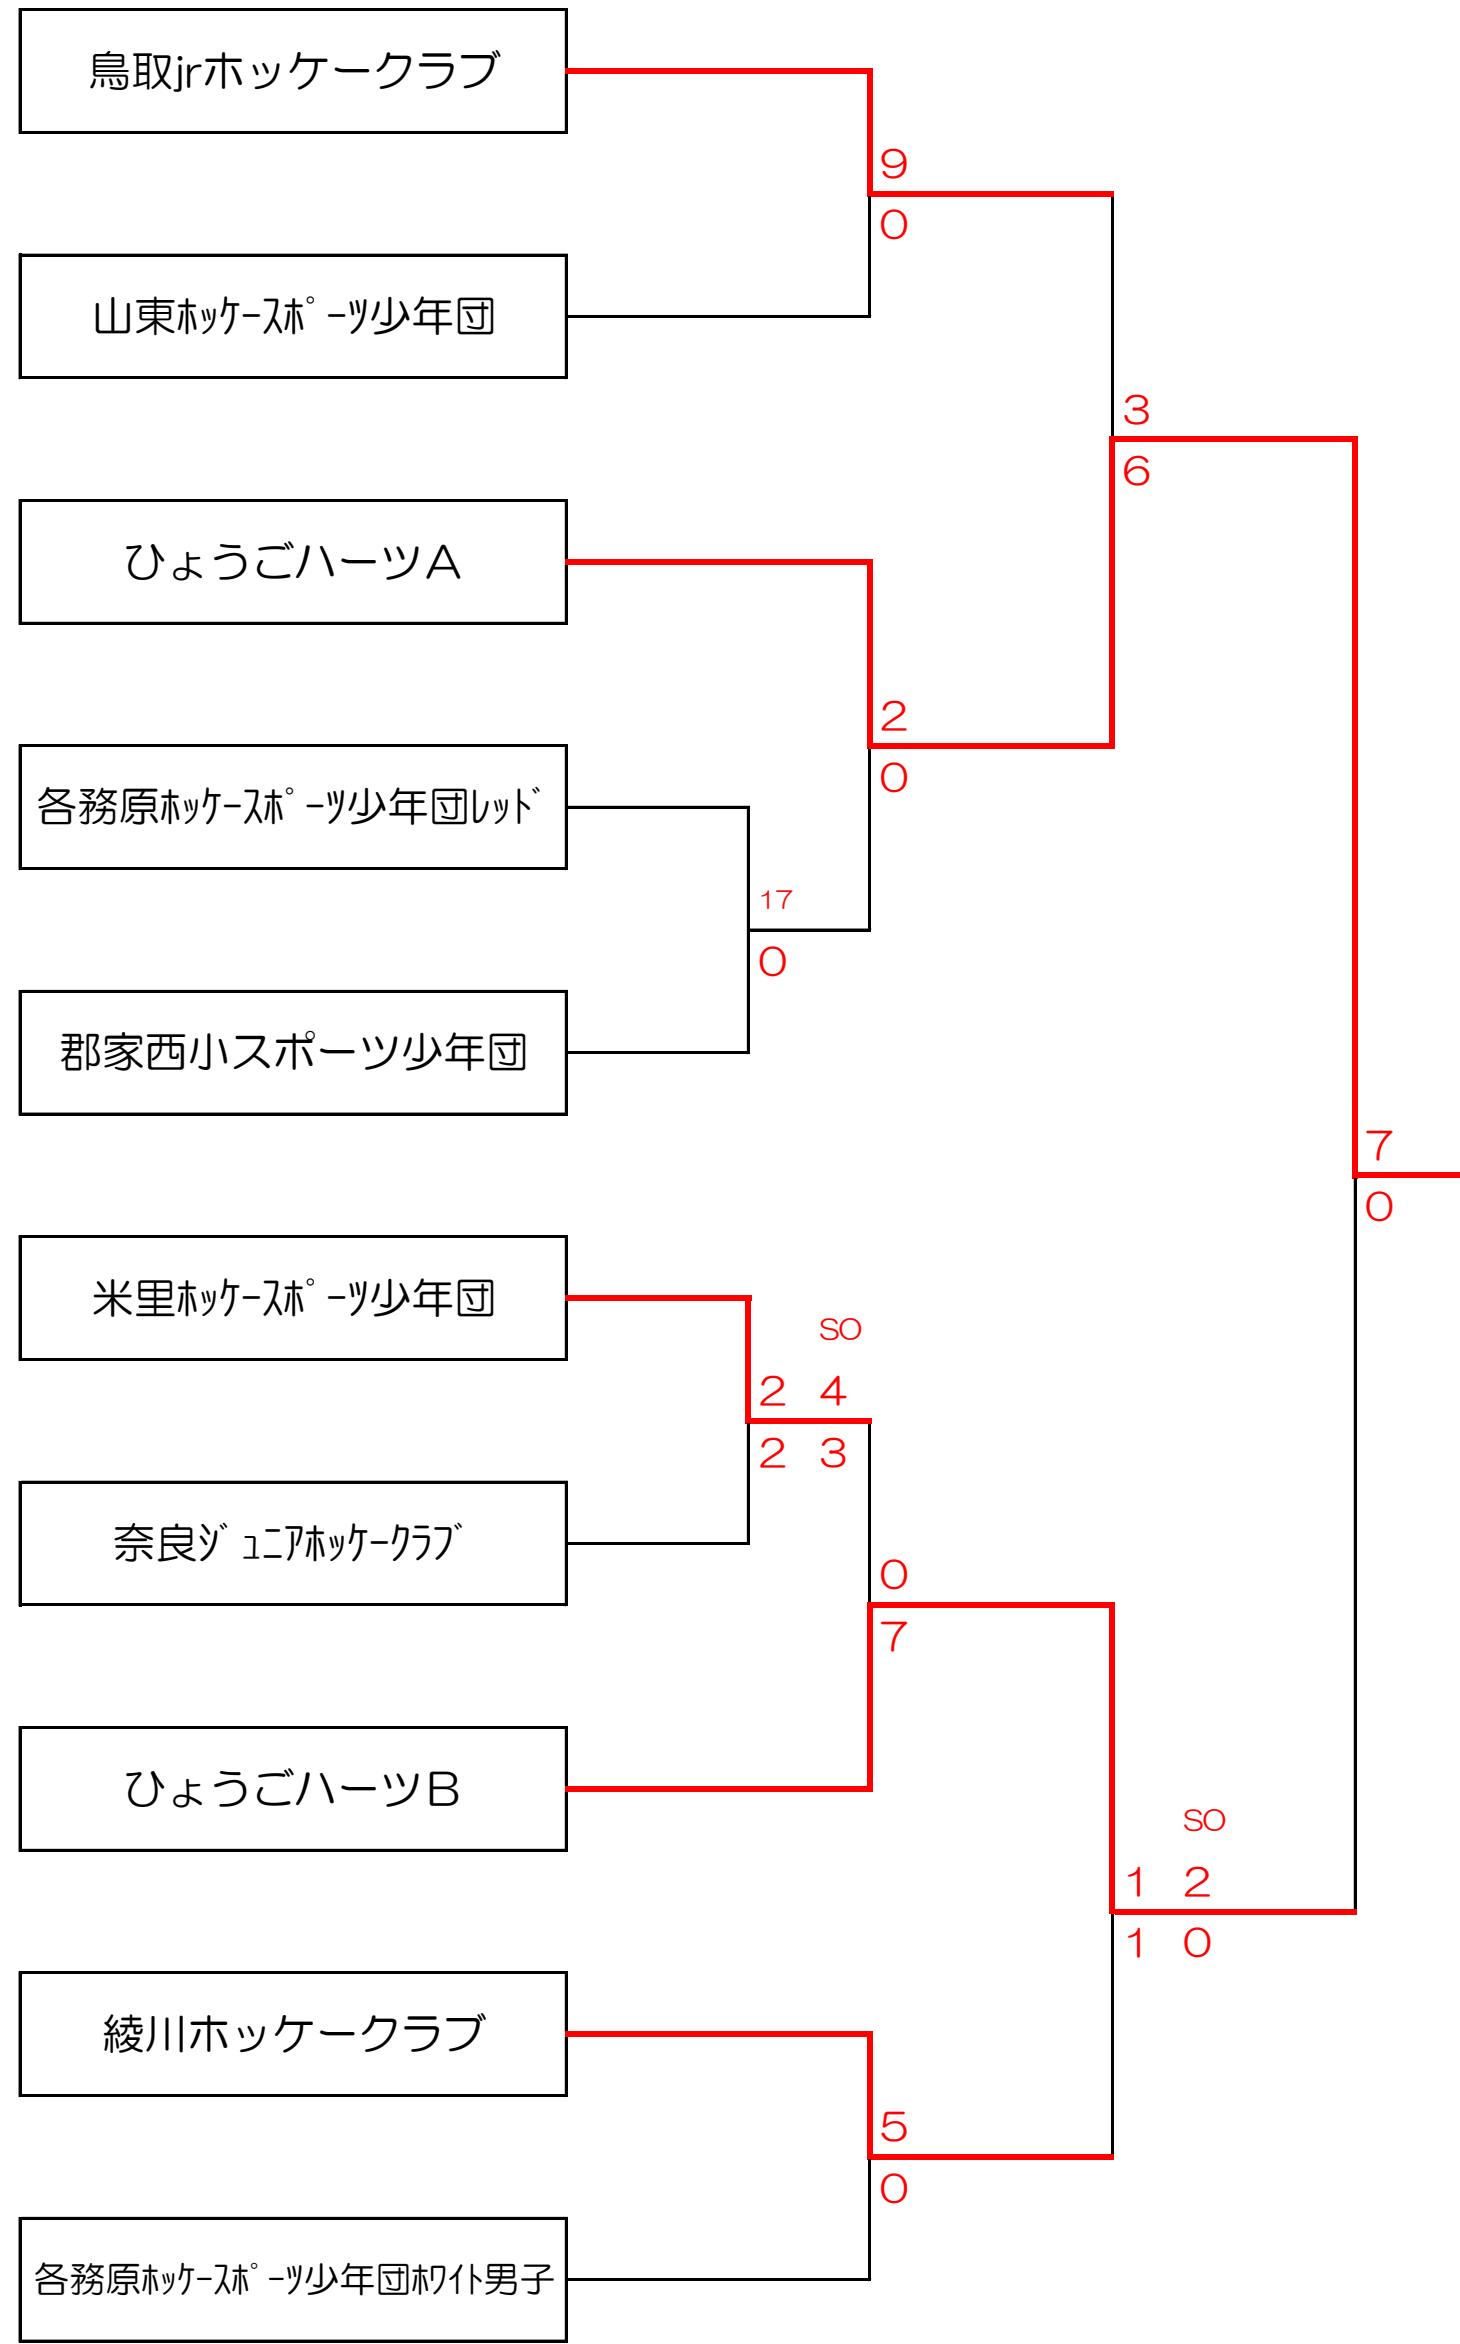 鳥取jrホッケークラブ
9
0
山東ﾎｯｹｰｽﾎﾟｰﾂ少年団
3
6
ひょうごハーツA
2
0
各務原ﾎｯｹｰｽﾎﾟｰﾂ少年団ﾚｯﾄﾞ
17
0
郡家西小スポーツ少年団
7
0
米里ﾎｯｹｰｽﾎﾟｰﾂ少年団
SO
2 4
2 3
奈良ｼﾞｭﾆｱﾎｯｹｰｸﾗﾌﾞ
0
7
ひょうごハーツB
SO
1 2
1 0
綾川ホッケークラブ
5
0
各務原ﾎｯｹｰｽﾎﾟｰﾂ少年団ﾎﾜｲﾄ男子